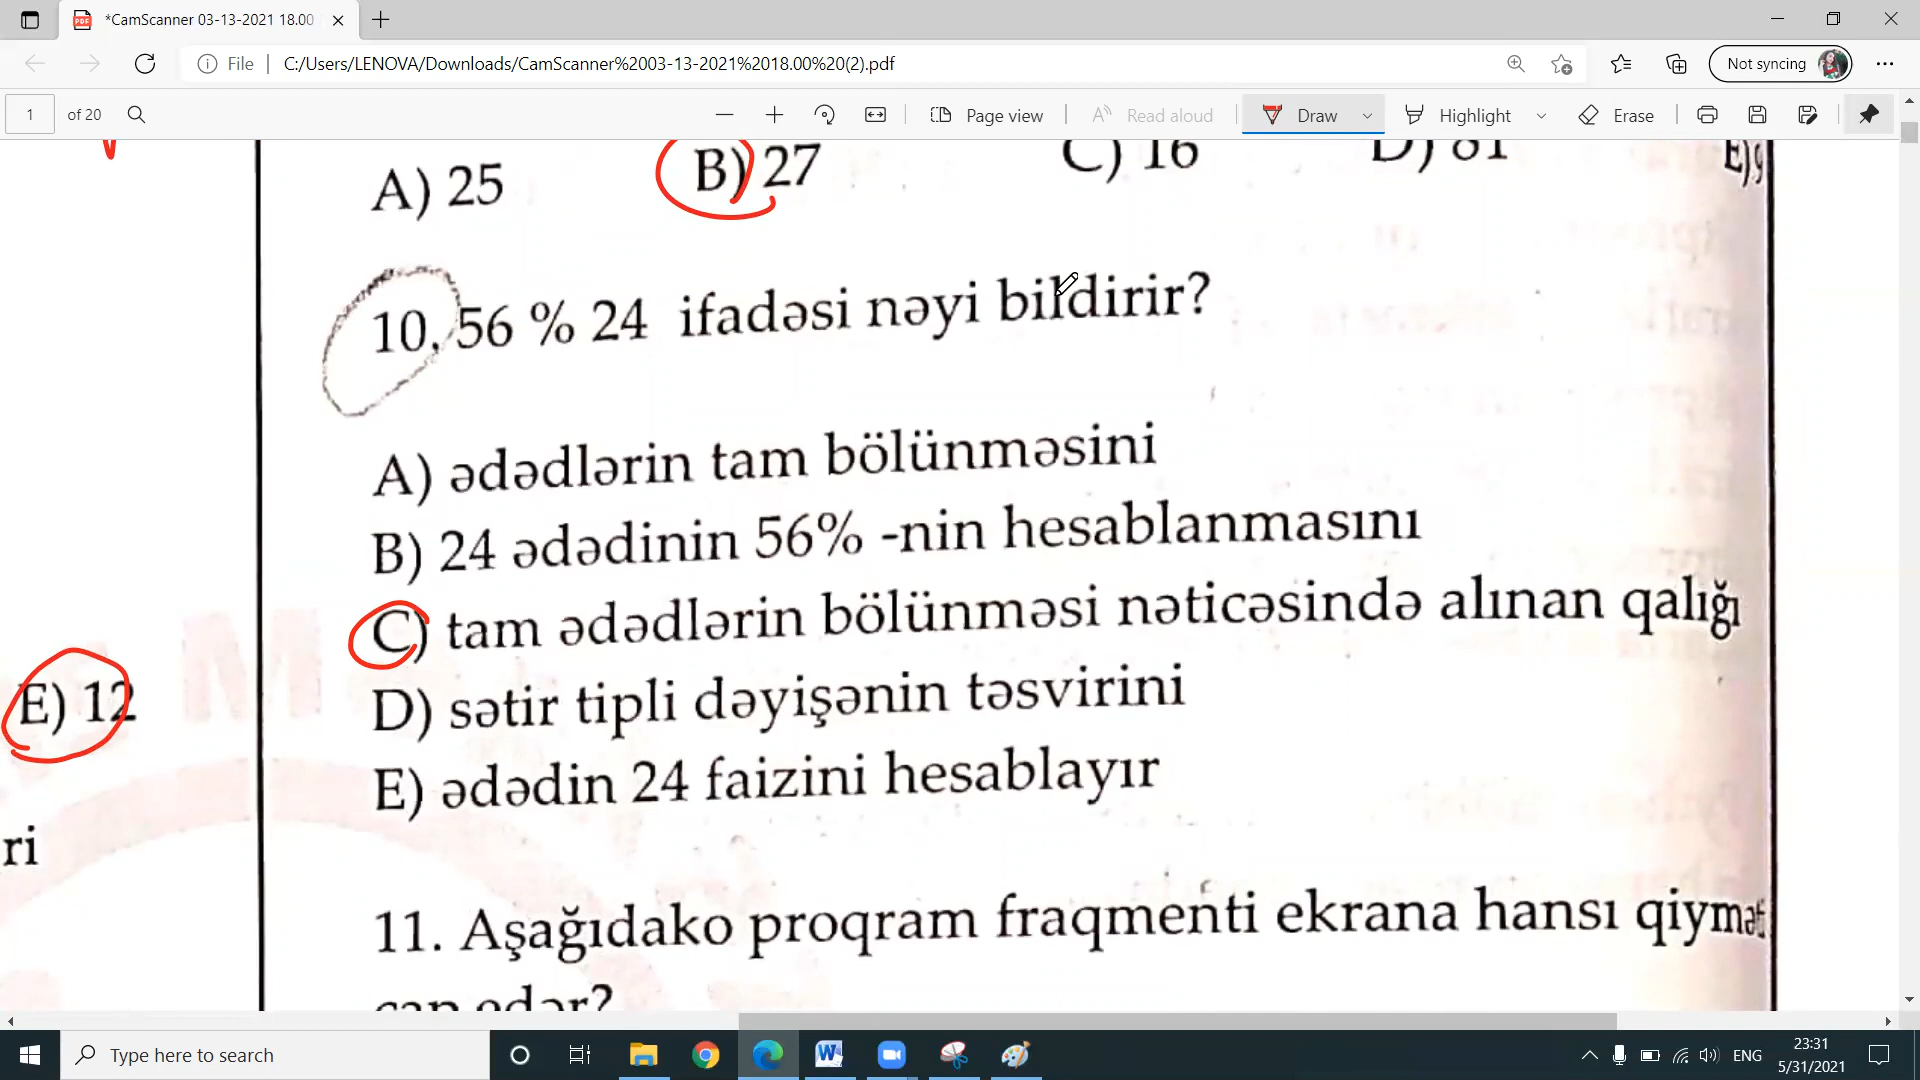 *CamScanner 03-13-2021 18.00
File
C:/Users/LENOVA/Downloads/CamScanner%2003-13-2021%2018.00%20(2).pdf
Not syncing
1 of 20
Page view
Read aloud
Draw
Highlight
Erase
A) 25 B) 27 C) 16 D) 81 E) 9
10. 56 % 24 ifadəsi nəyi bildirir?
A) ədədlərin tam bölünməsini
B) 24 ədədinin 56% -nin hesablanmasını
C) tam ədədlərin bölünməsi nəticəsində alınan qalığı
D) sətir tipli dəyişənin təsvirini
E) ədədin 24 faizini hesablayır
E) 12
ri
11. Aşağıdako proqram fraqmenti ekrana hansı qiymət
çap edər?
Type here to search
ENG
23:31
5/31/2021